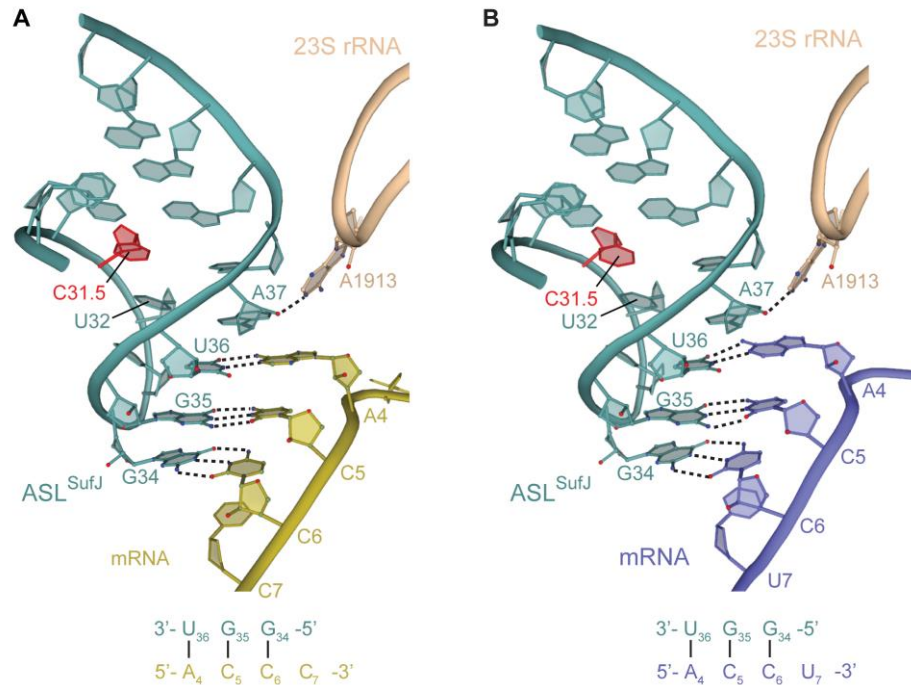 A
23S rRNA
C31.5
U32
A37
A1913
U36
G35
G34
A4
C5
C6
C7
ASL^SufJ
mRNA
3'- U₃₆ G₃₅ G₃₄ -5'
5'- A₄ C₅ C₆ C₇ -3'
B
23S rRNA
C31.5
U32
A37
A1913
U36
G35
G34
A4
C5
C6
U7
ASL^SufJ
mRNA
3'- U₃₆ G₃₅ G₃₄ -5'
5'- A₄ C₅ C₆ U₇ -3'